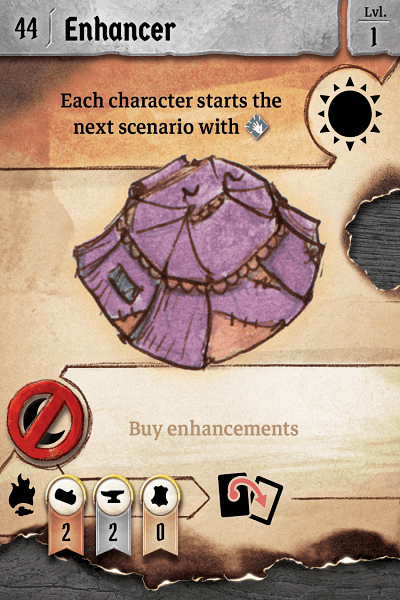 44 Enhancer
Lvl.
1
Each character starts the
next scenario with
Buy enhancements
2 2 0